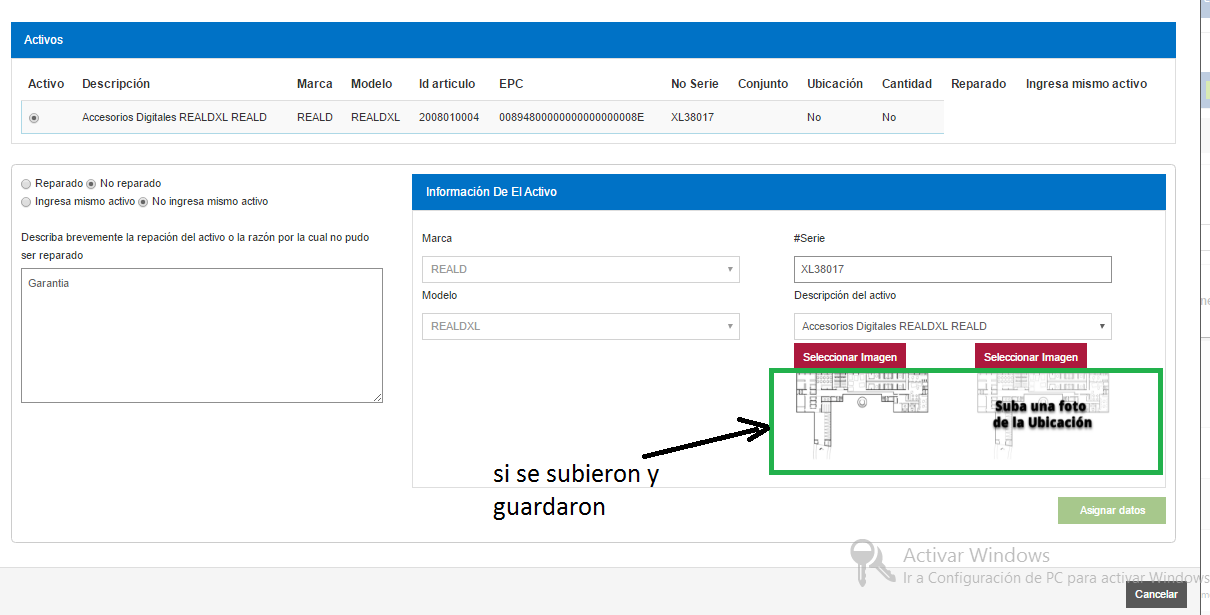 Activos
Activo Descripción Marca Modelo Id articulo EPC No Serie Conjunto Ubicación Cantidad Reparado Ingresa mismo activo
Accesorios Digitales REALDXL REALD REALD REALDXL 2008010004 00894800000000000000008E XL38017 No No
Reparado No reparado
Ingresa mismo activo No ingresa mismo activo
Describa brevemente la repación del activo o la razón por la cual no pudo
ser reparado
Garantia
Información De El Activo
Marca
#Serie
REALD
XL38017
Modelo
Descripción del activo
REALDXL
Accesorios Digitales REALDXL REALD
Seleccionar Imagen Seleccionar Imagen
Suba una foto
de la Ubicación
si se subieron y
guardaron
Asignar datos
Activar Windows
Ir a Configuración de PC para activar Windows
Cancelar